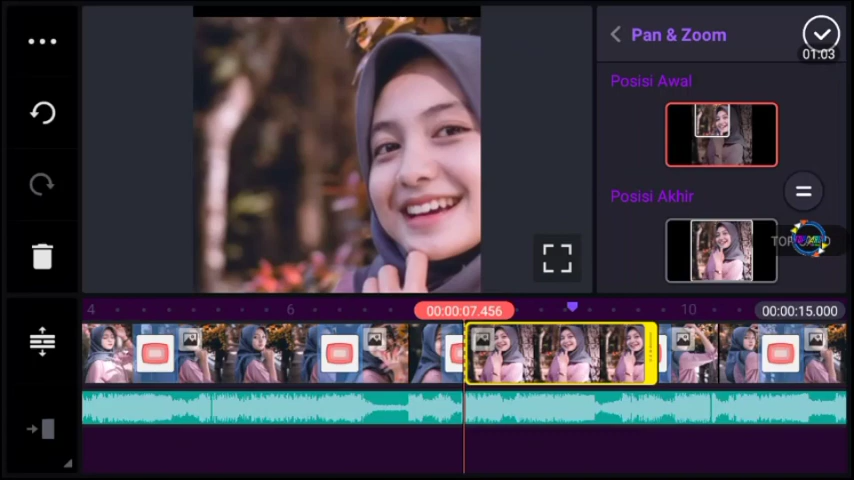 Pan & Zoom
01:03
Posisi Awal
Posisi Akhir
4
6
00:00:07.456
10
00:00:15.000